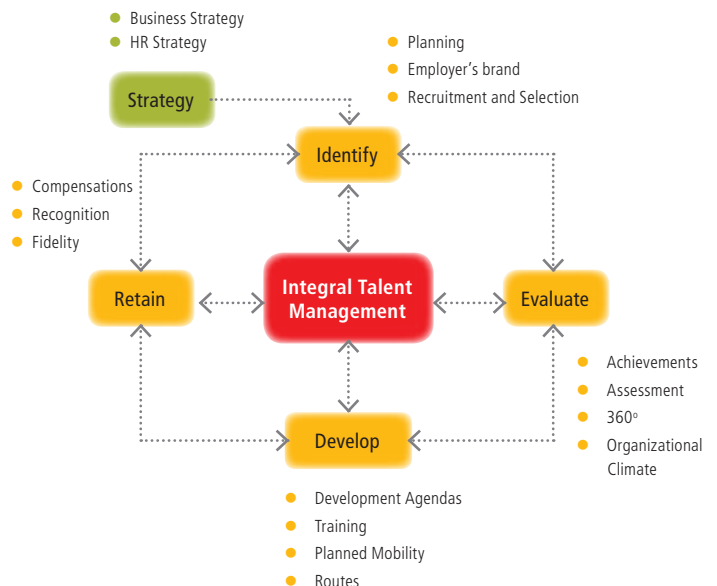 Business Strategy
HR Strategy
Planning
Employer's brand
Recruitment and Selection
Strategy
Identify
Compensations
Recognition
Fidelity
Retain
Integral Talent
Management
Evaluate
Achievements
Assessment
360º
Organizational
Climate
Develop
Development Agendas
Training
Planned Mobility
Routes